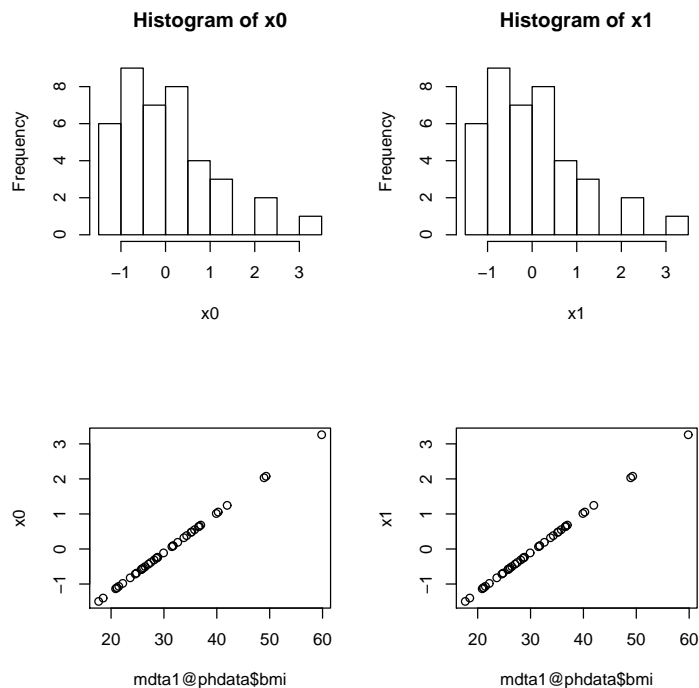 Histogram of x0
Frequency
0 2 4 6 8
−1 0 1 2 3
x0
Histogram of x1
Frequency
0 2 4 6 8
−1 0 1 2 3
x1
x0
−1 0 1 2 3
20 30 40 50 60
mdta1@phdata$bmi
x1
−1 0 1 2 3
20 30 40 50 60
mdta1@phdata$bmi